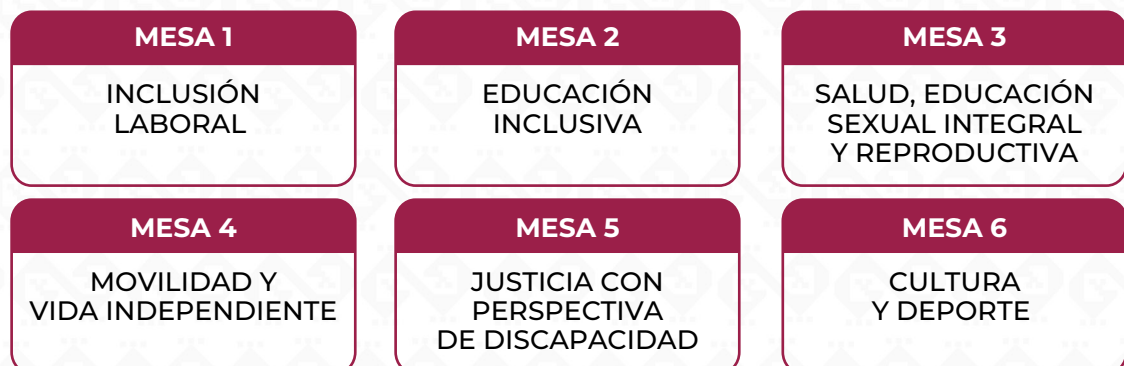 MESA 1
INCLUSIÓN
LABORAL
MESA 2
EDUCACIÓN
INCLUSIVA
MESA 3
SALUD, EDUCACIÓN
SEXUAL INTEGRAL
Y REPRODUCTIVA
MESA 4
MOVILIDAD Y
VIDA INDEPENDIENTE
MESA 5
JUSTICIA CON
PERSPECTIVA
DE DISCAPACIDAD
MESA 6
CULTURA
Y DEPORTE